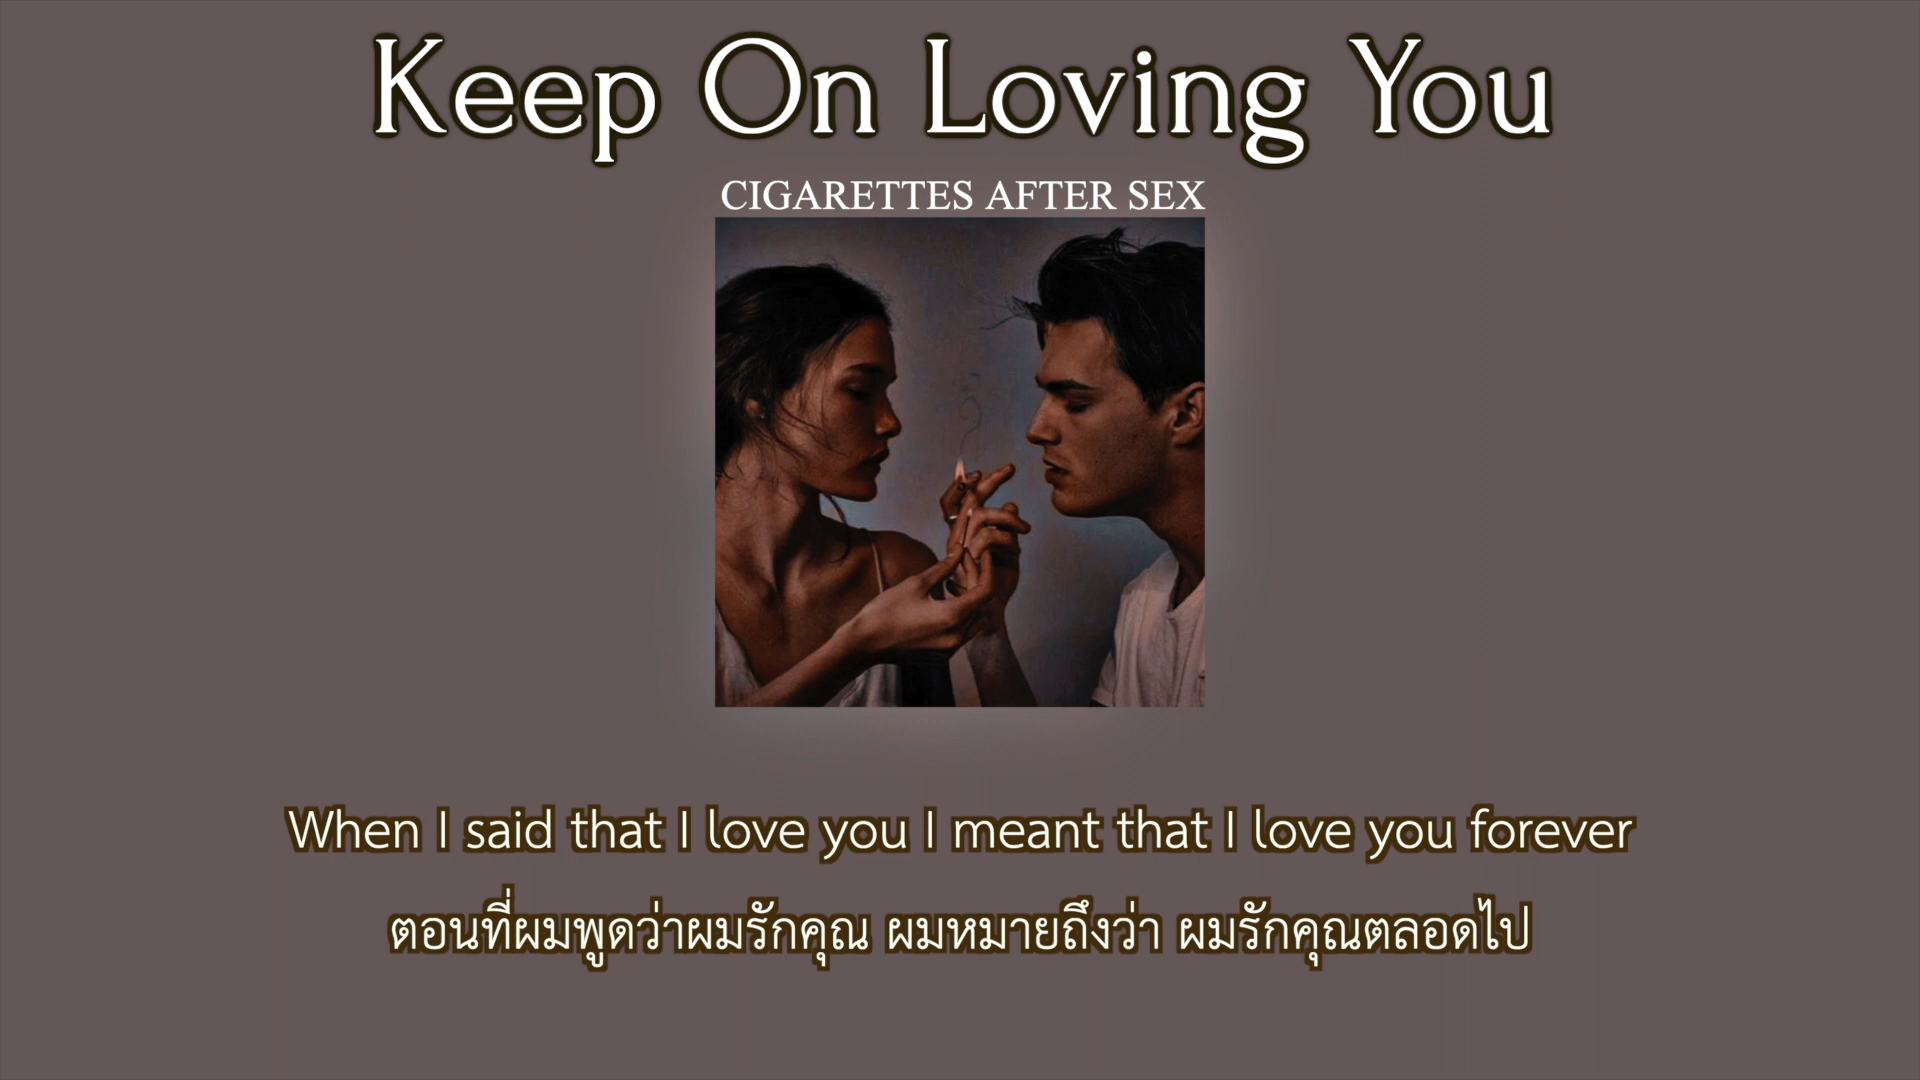 Keep On Loving You
CIGARETTES AFTER SEX
When I said that I love you I meant that I love you forever
ตอนที่ผมพูดว่าผมรักคุณ ผมหมายถึงว่า ผมรักคุณตลอดไป